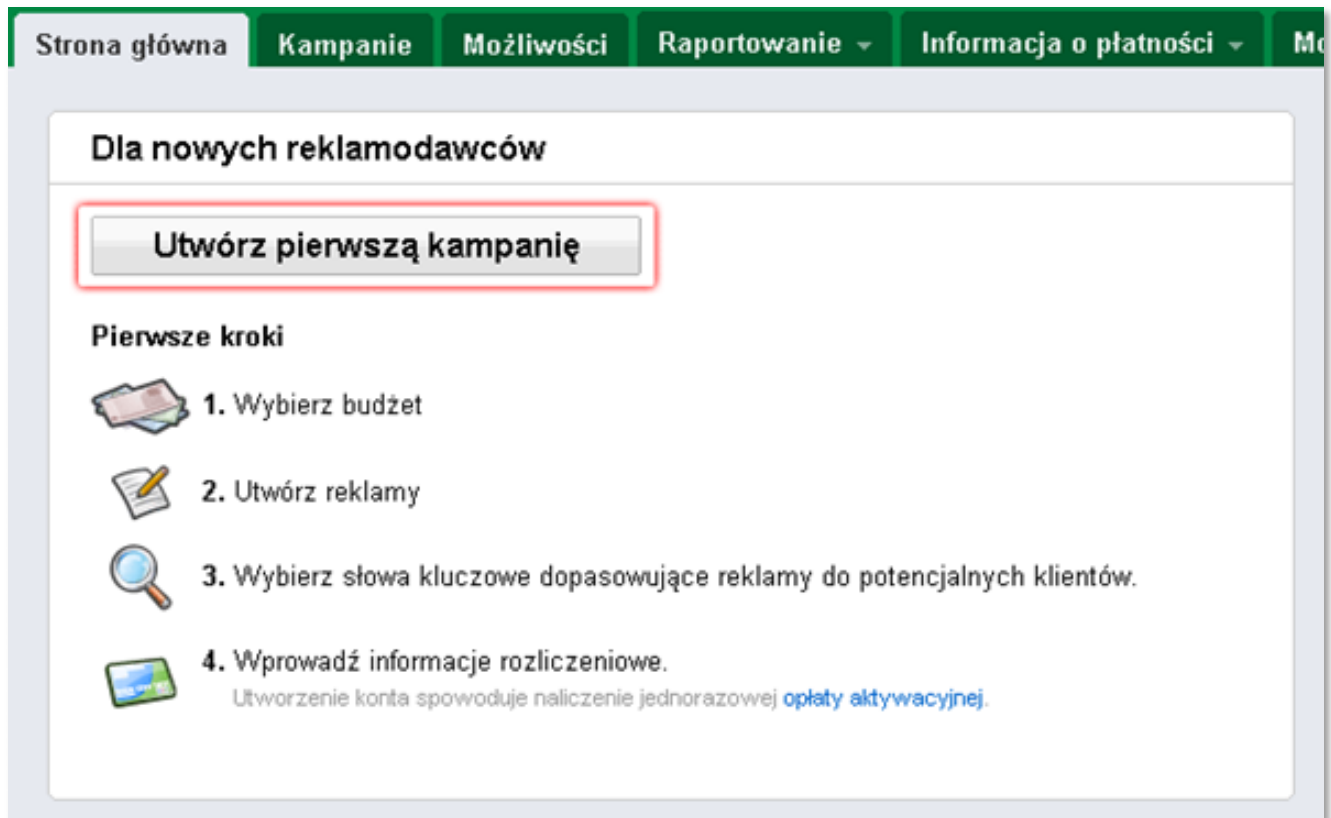 Strona główna Kampanie Możliwości Raportowanie Informacja o płatności
Dla nowych reklamodawców
Utwórz pierwszą kampanię
Pierwsze kroki
1. Wybierz budżet
2. Utwórz reklamy
3. Wybierz słowa kluczowe dopasowujące reklamy do potencjalnych klientów.
4. Wprowadź informacje rozliczeniowe.
Utworzenie konta spowoduje naliczenie jednorazowej opłaty aktywacyjnej.